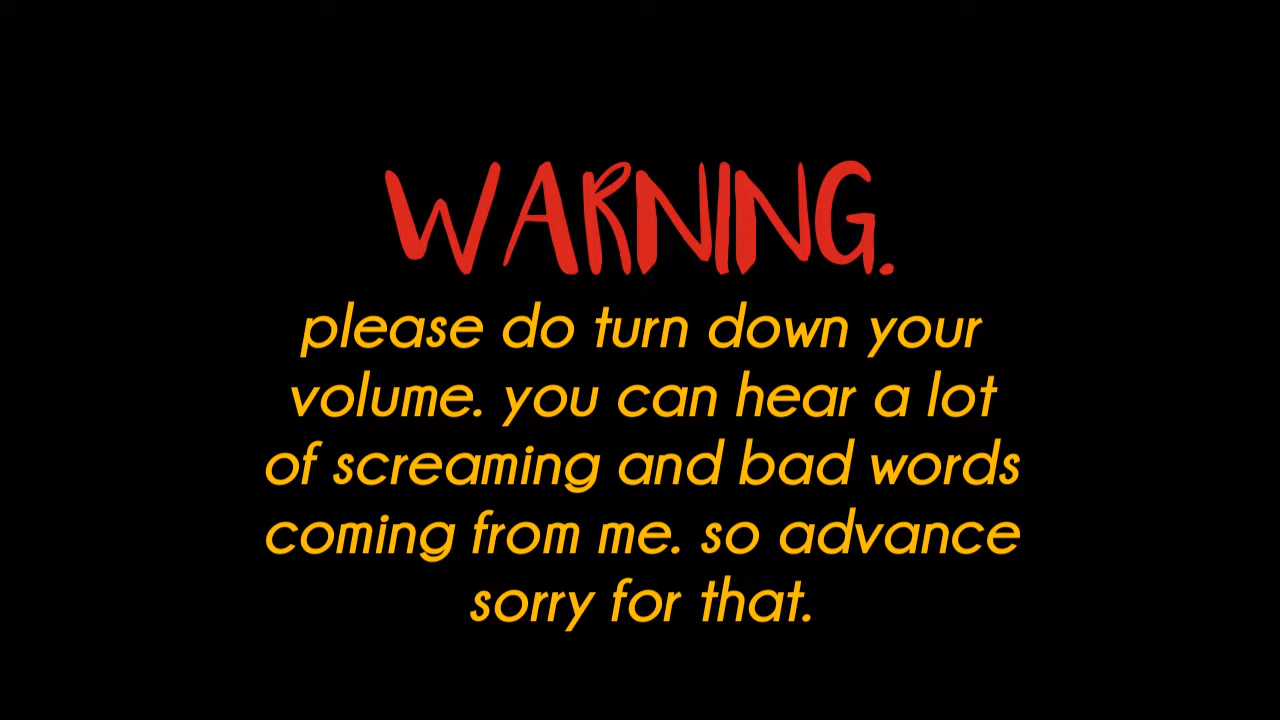 WARNING.
please do turn down your
volume. you can hear a lot
of screaming and bad words
coming from me. so advance
sorry for that.